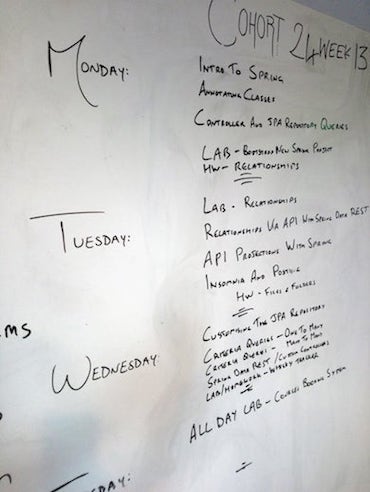 COHORT 24 WEEK 13
MONDAY:
INTRO TO SPRING
ANNOTATING CLASSES
CONTROLLER AND JPA REPOSITORY QUERIES
LAB - BOOTSTRAP NEW SPRING PROJECT
HW - RELATIONSHIPS
TUESDAY:
LAB - RELATIONSHIPS
RELATIONSHIPS VIA API WITH SPRING DATA REST
API PROJECTIONS WITH SPRING
INSOMNIA AND POSTICO
HW - FILES & FOLDERS
MS
WEDNESDAY:
CUSTOMISING THE JPA REPOSITORY
CRITERIA QUERIES - ONE TO MANY
CRITERIA QUERIES - MANY TO MANY
SPRING DATA REST / CUSTOM CONTROLLERS
LAB/HOMEWORK - WHISKY TRACKER
ALL DAY LAB - COURSES BOOKING SYSTEM
DAY: